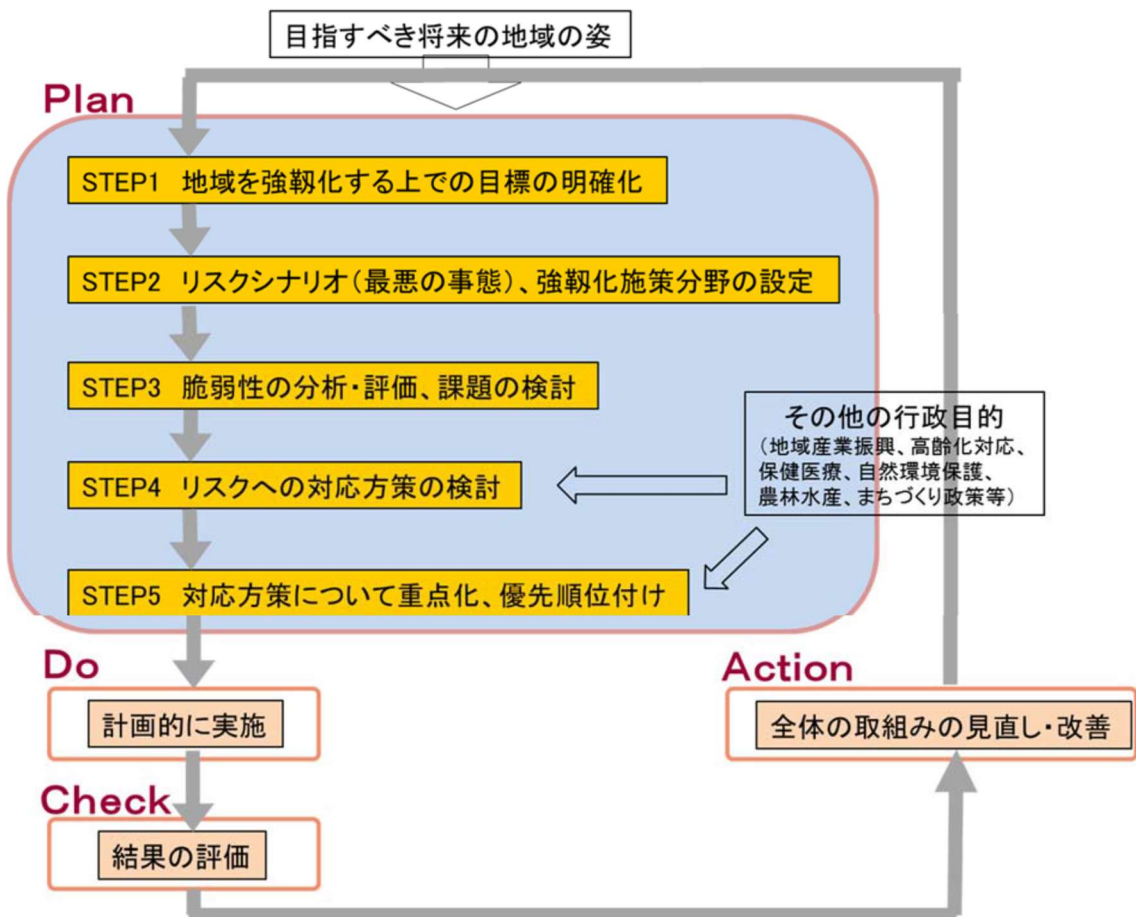 目指すべき将来の地域の姿
Plan
STEP1 地域を強靱化する上での目標の明確化
STEP2 リスクシナリオ(最悪の事態)、強靱化施策分野の設定
STEP3 脆弱性の分析・評価、課題の検討
その他の行政目的
(地域産業振興、高齢化対応、
保健医療、自然環境保護、
農林水産、まちづくり政策等)
STEP4 リスクへの対応方策の検討
STEP5 対応方策について重点化、優先順位付け
Do
計画的に実施
Check
結果の評価
Action
全体の取組みの見直し・改善